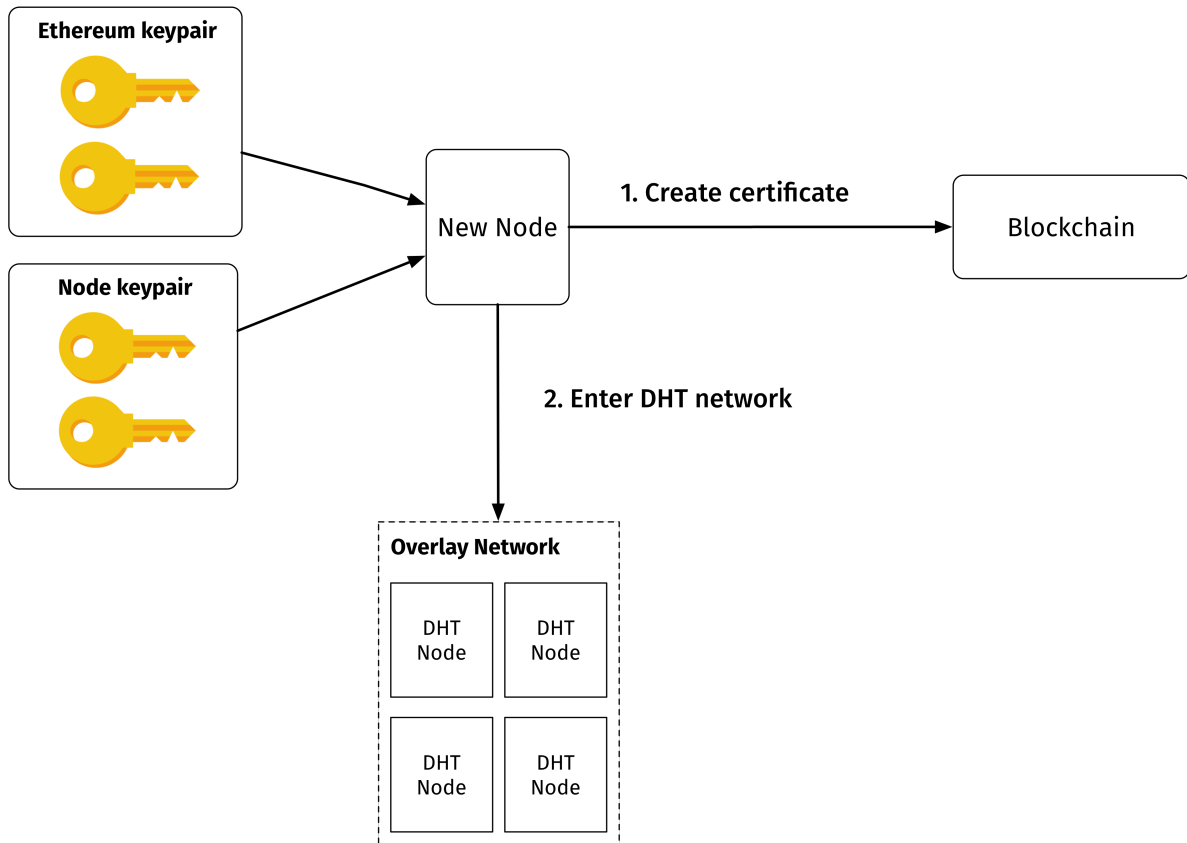 Ethereum keypair
Node keypair
New Node
1. Create certificate
Blockchain
2. Enter DHT network
Overlay Network
DHT
Node
DHT
Node
DHT
Node
DHT
Node